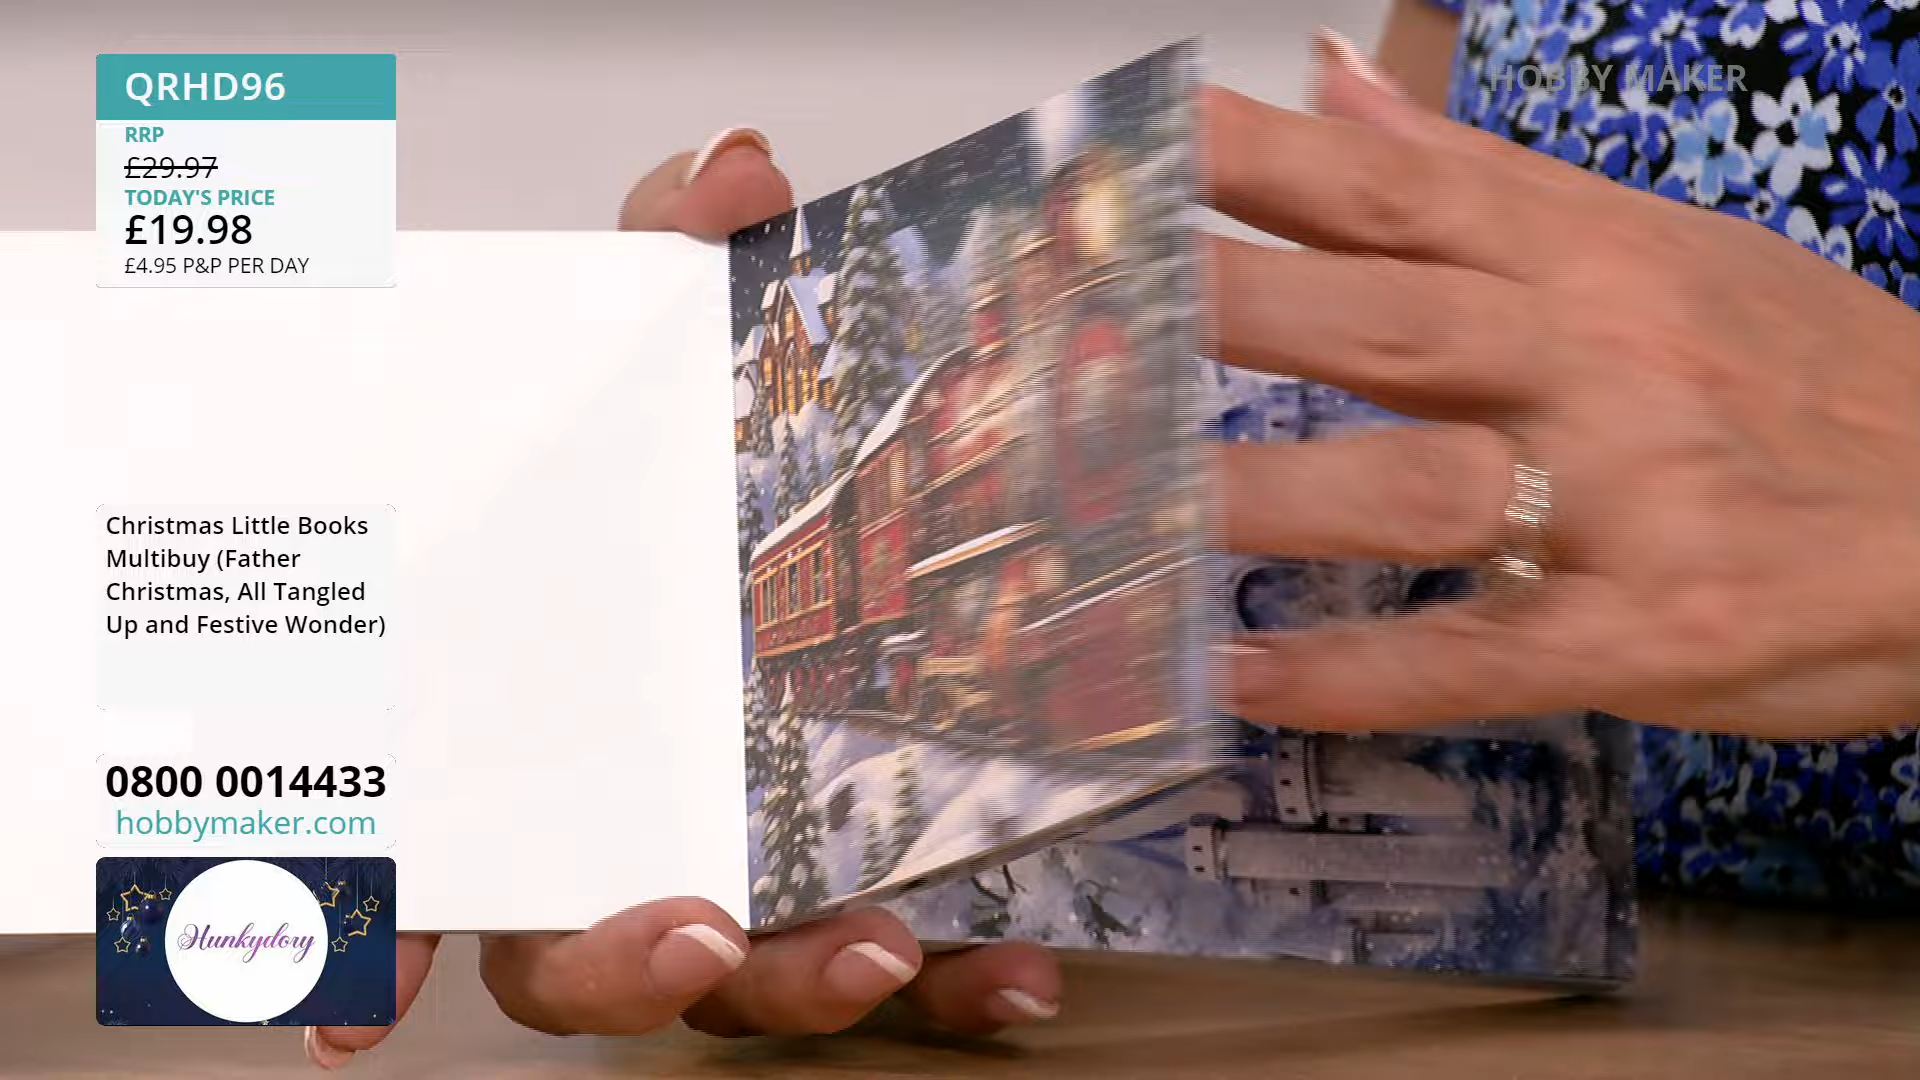 QRHD96
RRP
£29.97
TODAY'S PRICE
£19.98
£4.95 P&P PER DAY
HOBBY MAKER
Christmas Little Books
Multibuy (Father
Christmas, All Tangled
Up and Festive Wonder)
0800 0014433
hobbymaker.com
Hunkydory